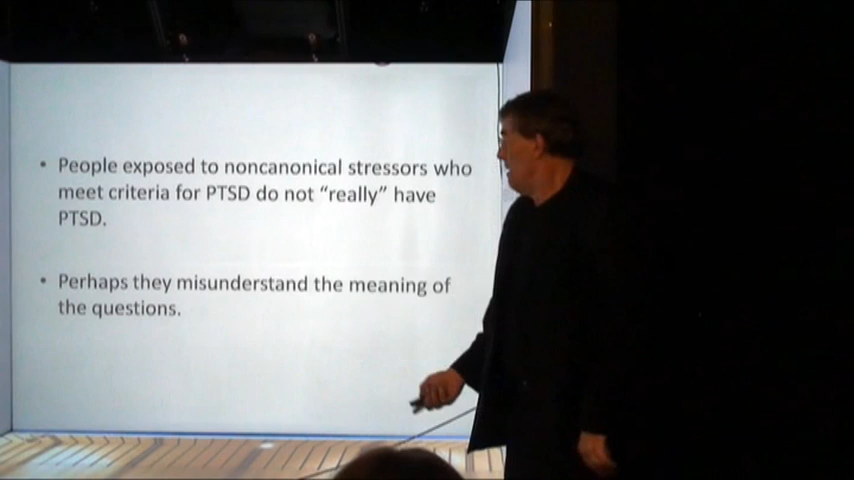 • People exposed to noncanonical stressors who
meet criteria for PTSD do not “really” have
PTSD.
• Perhaps they misunderstand the meaning of
the questions.